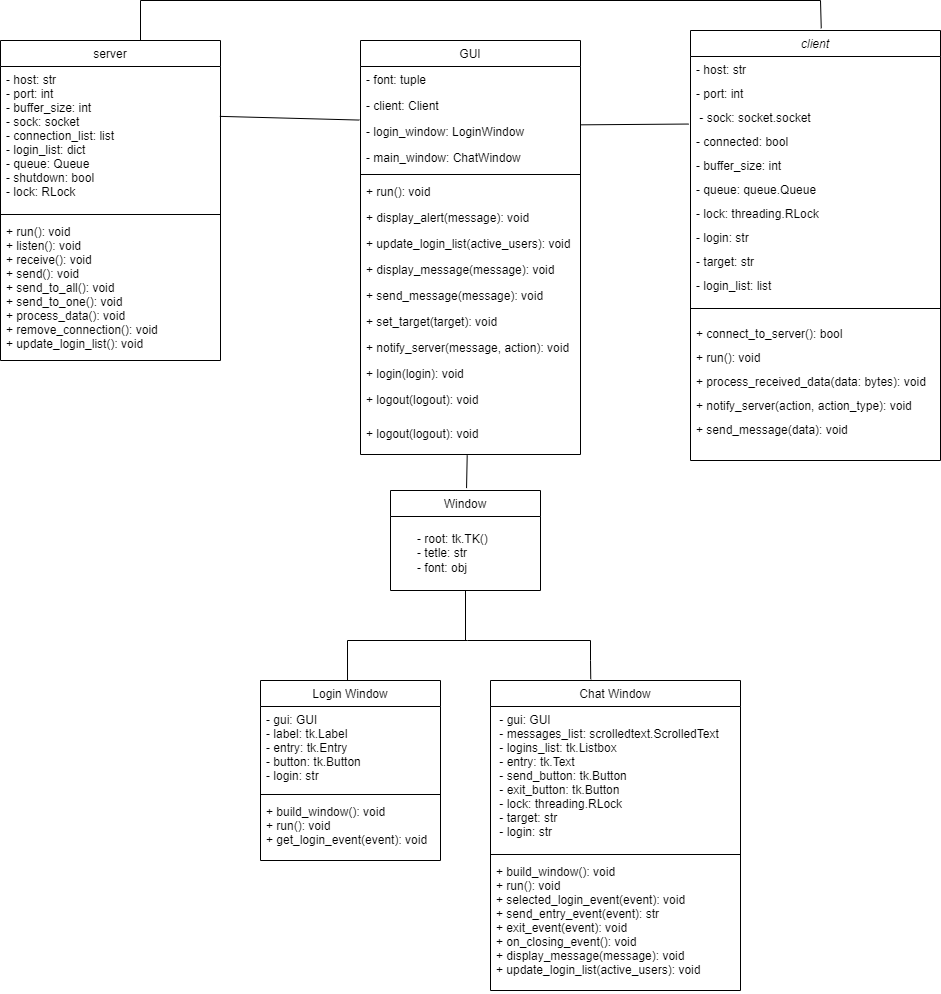 server
- host: str
- port: int
- buffer_size: int
- sock: socket
- connection_list: list
- login_list: dict
- queue: Queue
- shutdown: bool
- lock: RLock
+ run(): void
+ listen(): void
+ receive(): void
+ send(): void
+ send_to_all(): void
+ send_to_one(): void
+ process_data(): void
+ remove_connection(): void
+ update_login_list(): void
GUI
- font: tuple
- client: Client
- login_window: LoginWindow
- main_window: ChatWindow
+ run(): void
+ display_alert(message): void
+ update_login_list(active_users): void
+ display_message(message): void
+ send_message(message): void
+ set_target(target): void
+ notify_server(message, action): void
+ login(login): void
+ logout(logout): void
+ logout(logout): void
client
- host: str
- port: int
- sock: socket.socket
- connected: bool
- buffer_size: int
- queue: queue.Queue
- lock: threading.RLock
- login: str
- target: str
- login_list: list
+ connect_to_server(): bool
+ run(): void
+ process_received_data(data: bytes): void
+ notify_server(action, action_type): void
+ send_message(data): void
Window
- root: tk.TK()
- tetle: str
- font: obj
Login Window
- gui: GUI
- label: tk.Label
- entry: tk.Entry
- button: tk.Button
- login: str
+ build_window(): void
+ run(): void
+ get_login_event(event): void
Chat Window
- gui: GUI
- messages_list: scrolledtext.ScrolledText
- logins_list: tk.Listbox
- entry: tk.Text
- send_button: tk.Button
- exit_button: tk.Button
- lock: threading.RLock
- target: str
- login: str
+ build_window(): void
+ run(): void
+ selected_login_event(event): void
+ send_entry_event(event): str
+ exit_event(event): void
+ on_closing_event(): void
+ display_message(message): void
+ update_login_list(active_users): void